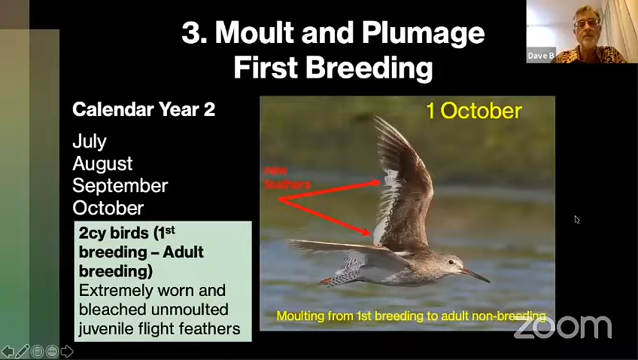 3. Moult and Plumage
First Breeding
Dave B
Calendar Year 2
July
August
September
October
2cy birds (1st
breeding – Adult
breeding)
Extremely worn and
bleached unmoulted
juvenile flight feathers
1 October
new
feathers
Moulting from 1st breeding to adult non-breeding
zoom